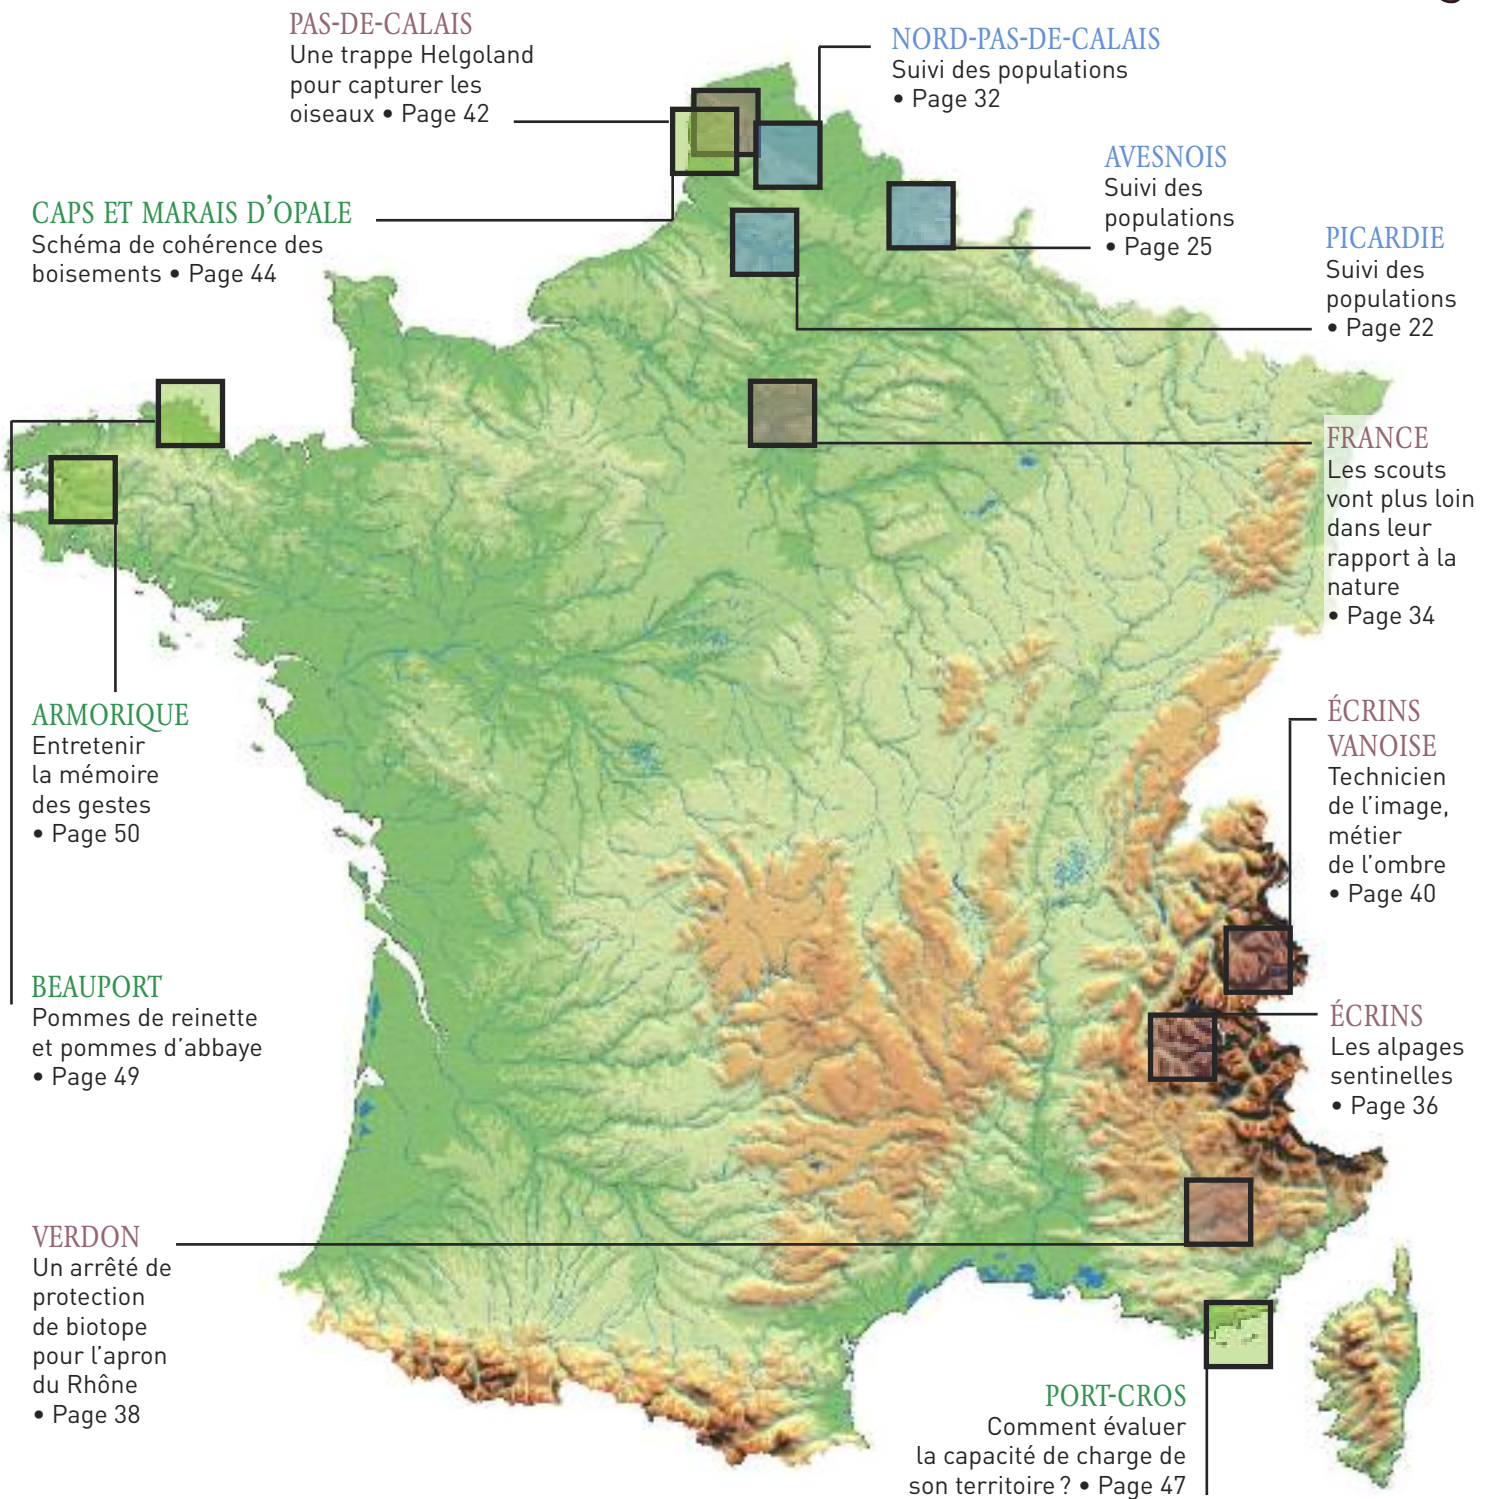 PAS-DE-CALAIS
Une trappe Helgoland
pour capturer les
oiseaux • Page 42
NORD-PAS-DE-CALAIS
Suivi des populations
• Page 32
AVESNOIS
Suivi des
populations
• Page 25
CAPS ET MARAIS D’OPALE
Schéma de cohérence des
boisements • Page 44
PICARDIE
Suivi des
populations
• Page 22
FRANCE
Les scouts
vont plus loin
dans leur
rapport à la
nature
• Page 34
ARMORIQUE
Entretenir
la mémoire
des gestes
• Page 50
ÉCRINS
VANOISE
Technicien
de l’image,
métier
de l’ombre
• Page 40
BEAUPORT
Pommes de reinette
et pommes d’abbaye
• Page 49
ÉCRINS
Les alpages
sentinelles
• Page 36
VERDON
Un arrêté de
protection
de biotope
pour l’apron
du Rhône
• Page 38
PORT-CROS
Comment évaluer
la capacité de charge de
son territoire ? • Page 47